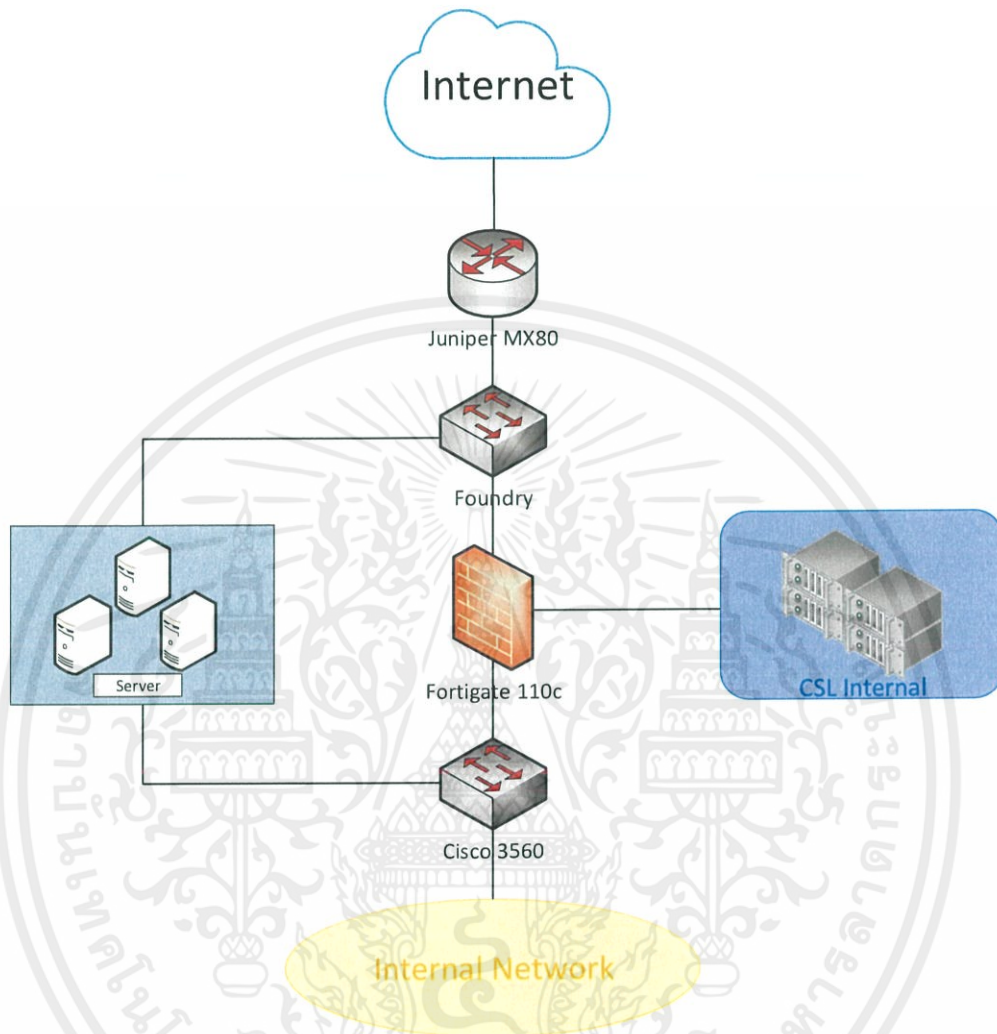 Internet
Juniper MX80
Foundry
Server
Fortigate 110c
CSL Internal
Cisco 3560
Internal Network